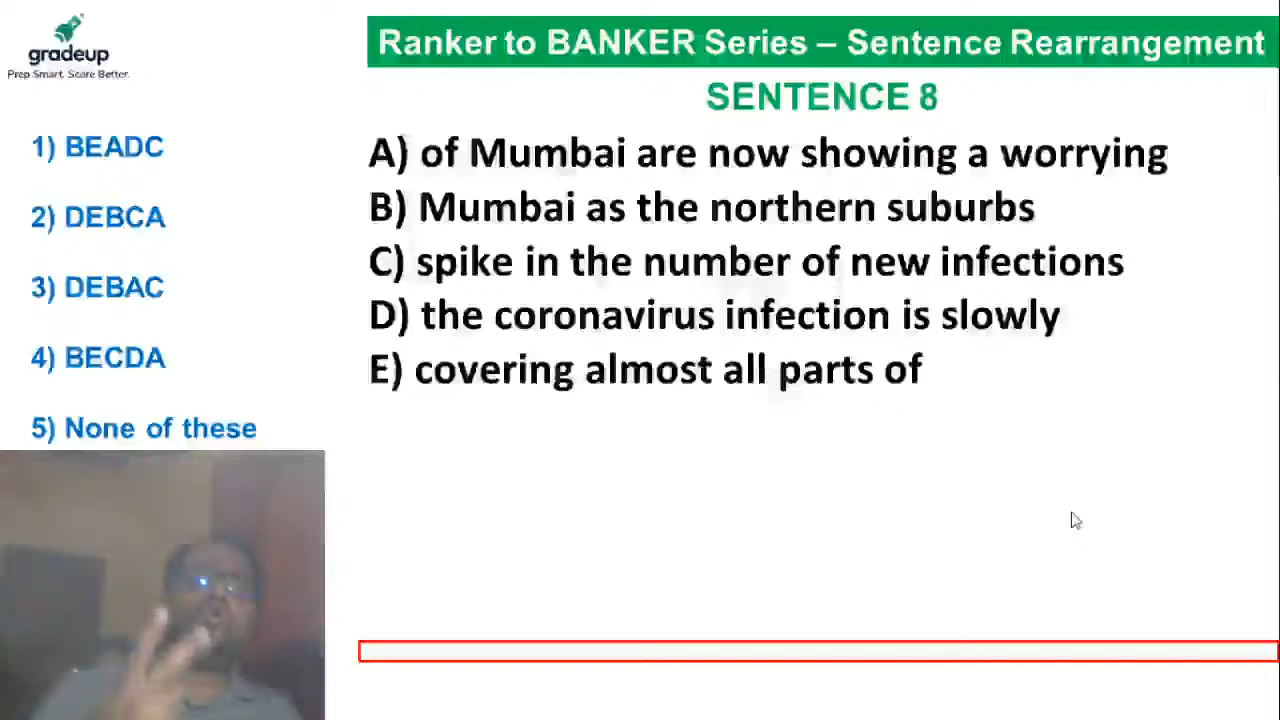 gradeup
Prep Smart. Score Better.
Ranker to BANKER Series – Sentence Rearrangement
SENTENCE 8
1) BEADC
2) DEBCA
3) DEBAC
4) BECDA
5) None of these
A) of Mumbai are now showing a worrying
B) Mumbai as the northern suburbs
C) spike in the number of new infections
D) the coronavirus infection is slowly
E) covering almost all parts of